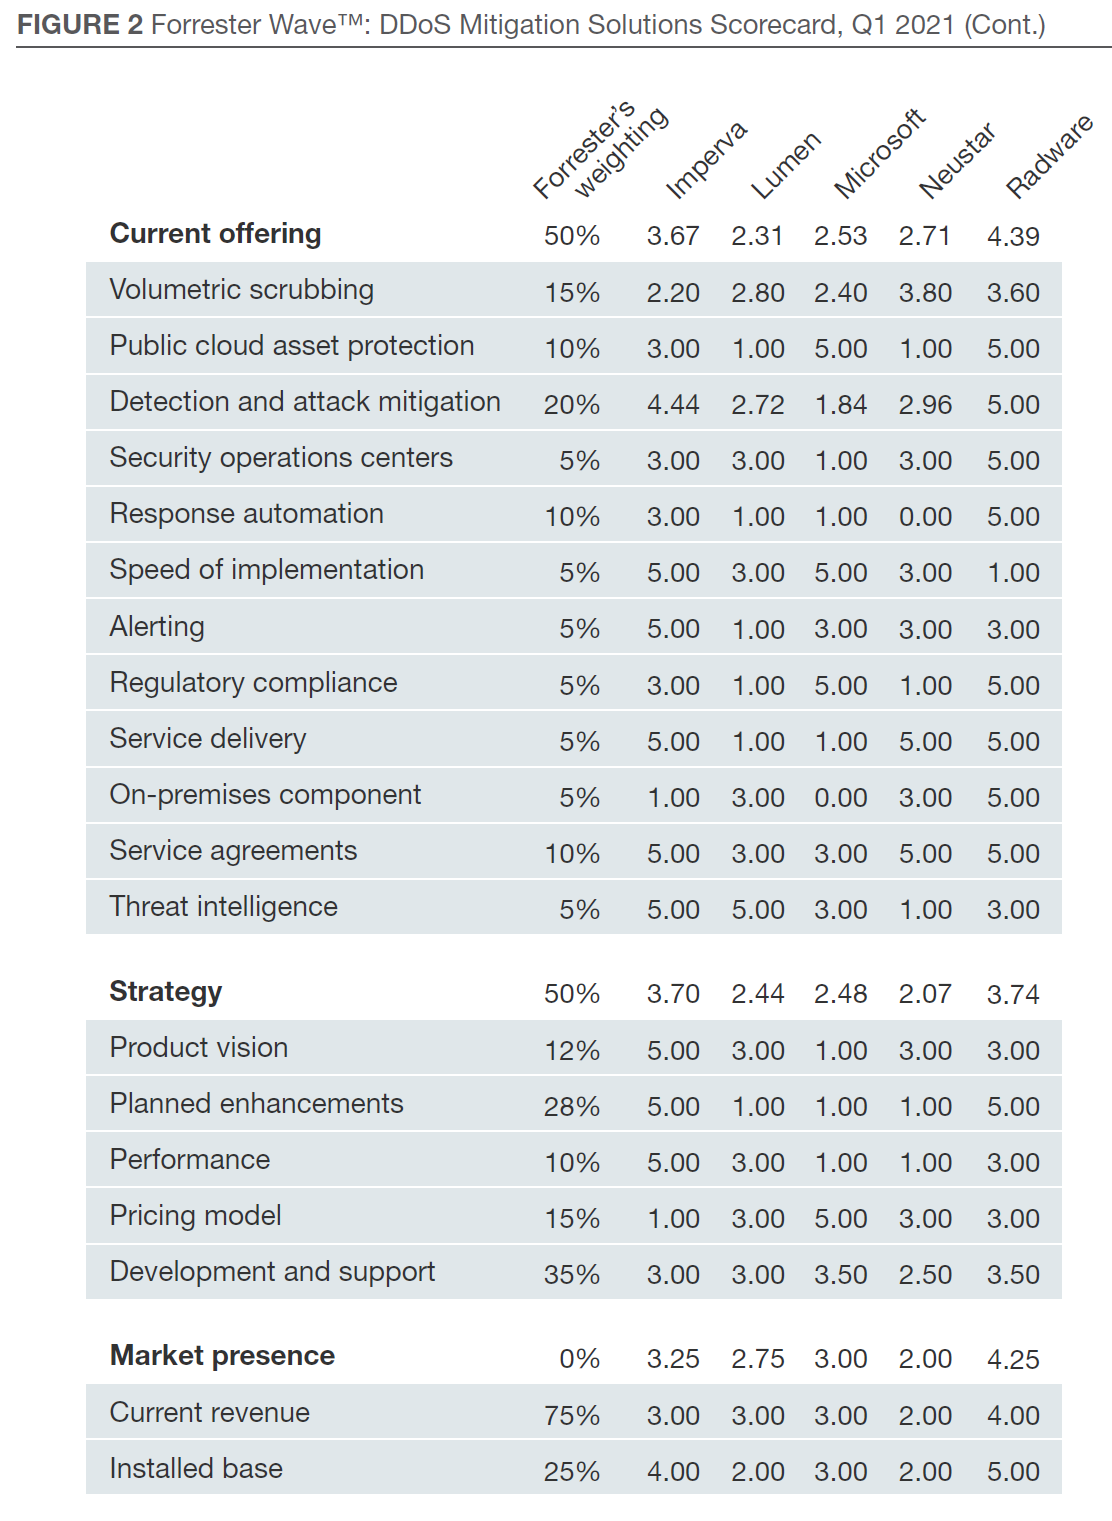 FIGURE 2 Forrester Wave™: DDoS Mitigation Solutions Scorecard, Q1 2021 (Cont.)
Forrester’s
weighting
Imperva
Lumen
Microsoft
Neustar
Radware
Current offering 50% 3.67 2.31 2.53 2.71 4.39
Volumetric scrubbing 15% 2.20 2.80 2.40 3.80 3.60
Public cloud asset protection 10% 3.00 1.00 5.00 1.00 5.00
Detection and attack mitigation 20% 4.44 2.72 1.84 2.96 5.00
Security operations centers 5% 3.00 3.00 1.00 3.00 5.00
Response automation 10% 3.00 1.00 1.00 0.00 5.00
Speed of implementation 5% 5.00 3.00 5.00 3.00 1.00
Alerting 5% 5.00 1.00 3.00 3.00 3.00
Regulatory compliance 5% 3.00 1.00 5.00 1.00 5.00
Service delivery 5% 5.00 1.00 1.00 5.00 5.00
On-premises component 5% 1.00 3.00 0.00 3.00 5.00
Service agreements 10% 5.00 3.00 3.00 5.00 5.00
Threat intelligence 5% 5.00 5.00 3.00 1.00 3.00
Strategy 50% 3.70 2.44 2.48 2.07 3.74
Product vision 12% 5.00 3.00 1.00 3.00 3.00
Planned enhancements 28% 5.00 1.00 1.00 1.00 5.00
Performance 10% 5.00 3.00 1.00 1.00 3.00
Pricing model 15% 1.00 3.00 5.00 3.00 3.00
Development and support 35% 3.00 3.00 3.50 2.50 3.50
Market presence 0% 3.25 2.75 3.00 2.00 4.25
Current revenue 75% 3.00 3.00 3.00 2.00 4.00
Installed base 25% 4.00 2.00 3.00 2.00 5.00